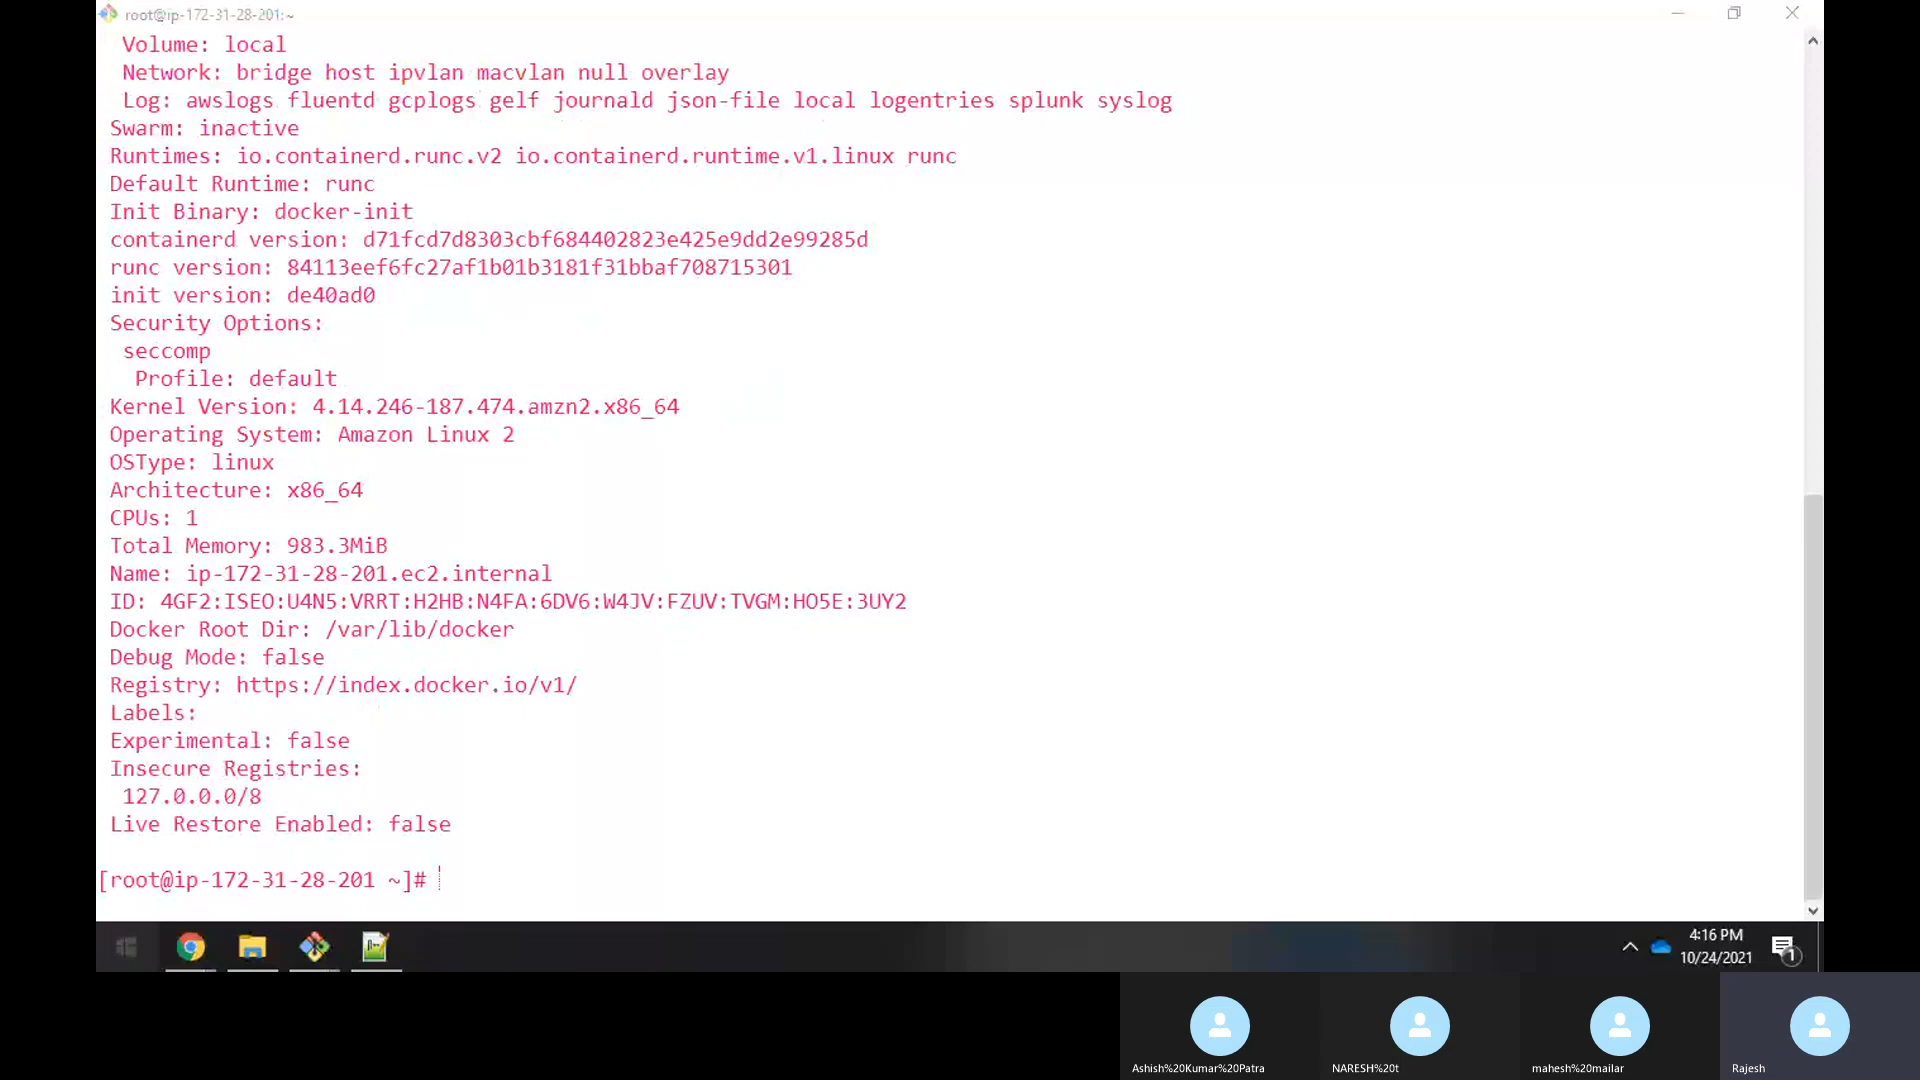 root@ip-172-31-28-201:~
Volume: local
Network: bridge host ipvlan macvlan null overlay
Log: awslogs fluentd gcplogs gelf journald json-file local logentries splunk syslog
Swarm: inactive
Runtimes: io.containerd.runc.v2 io.containerd.runtime.v1.linux runc
Default Runtime: runc
Init Binary: docker-init
containerd version: d71fcd7d8303cbf684402823e425e9dd2e99285d
runc version: 84113eef6fc27af1b01b3181f31bbaf708715301
init version: de40ad0
Security Options:
seccomp
Profile: default
Kernel Version: 4.14.246-187.474.amzn2.x86_64
Operating System: Amazon Linux 2
OSType: linux
Architecture: x86_64
CPUs: 1
Total Memory: 983.3MiB
Name: ip-172-31-28-201.ec2.internal
ID: 4GF2:ISEO:U4N5:VRRT:H2HB:N4FA:6DV6:W4JV:FZUV:TVGM:HO5E:3UY2
Docker Root Dir: /var/lib/docker
Debug Mode: false
Registry: https://index.docker.io/v1/
Labels:
Experimental: false
Insecure Registries:
127.0.0.0/8
Live Restore Enabled: false
[root@ip-172-31-28-201 ~]#
4:16 PM
10/24/2021
1
Ashish%20Kumar%20Patra
NARESH%20t
mahesh%20mailar
Rajesh